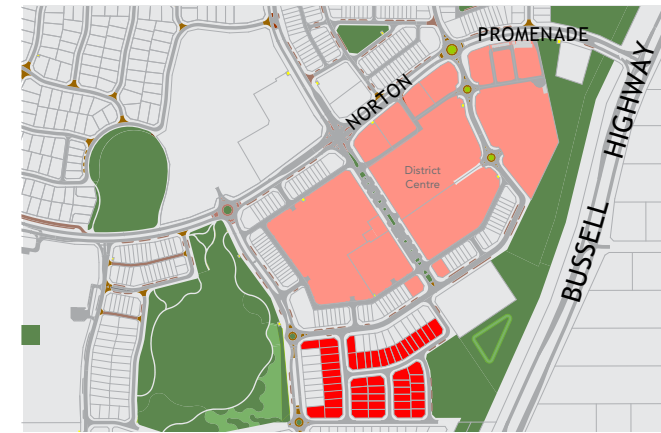 PROMENADE
NORTON
HIGHWAY
BUSSELL
District
Centre